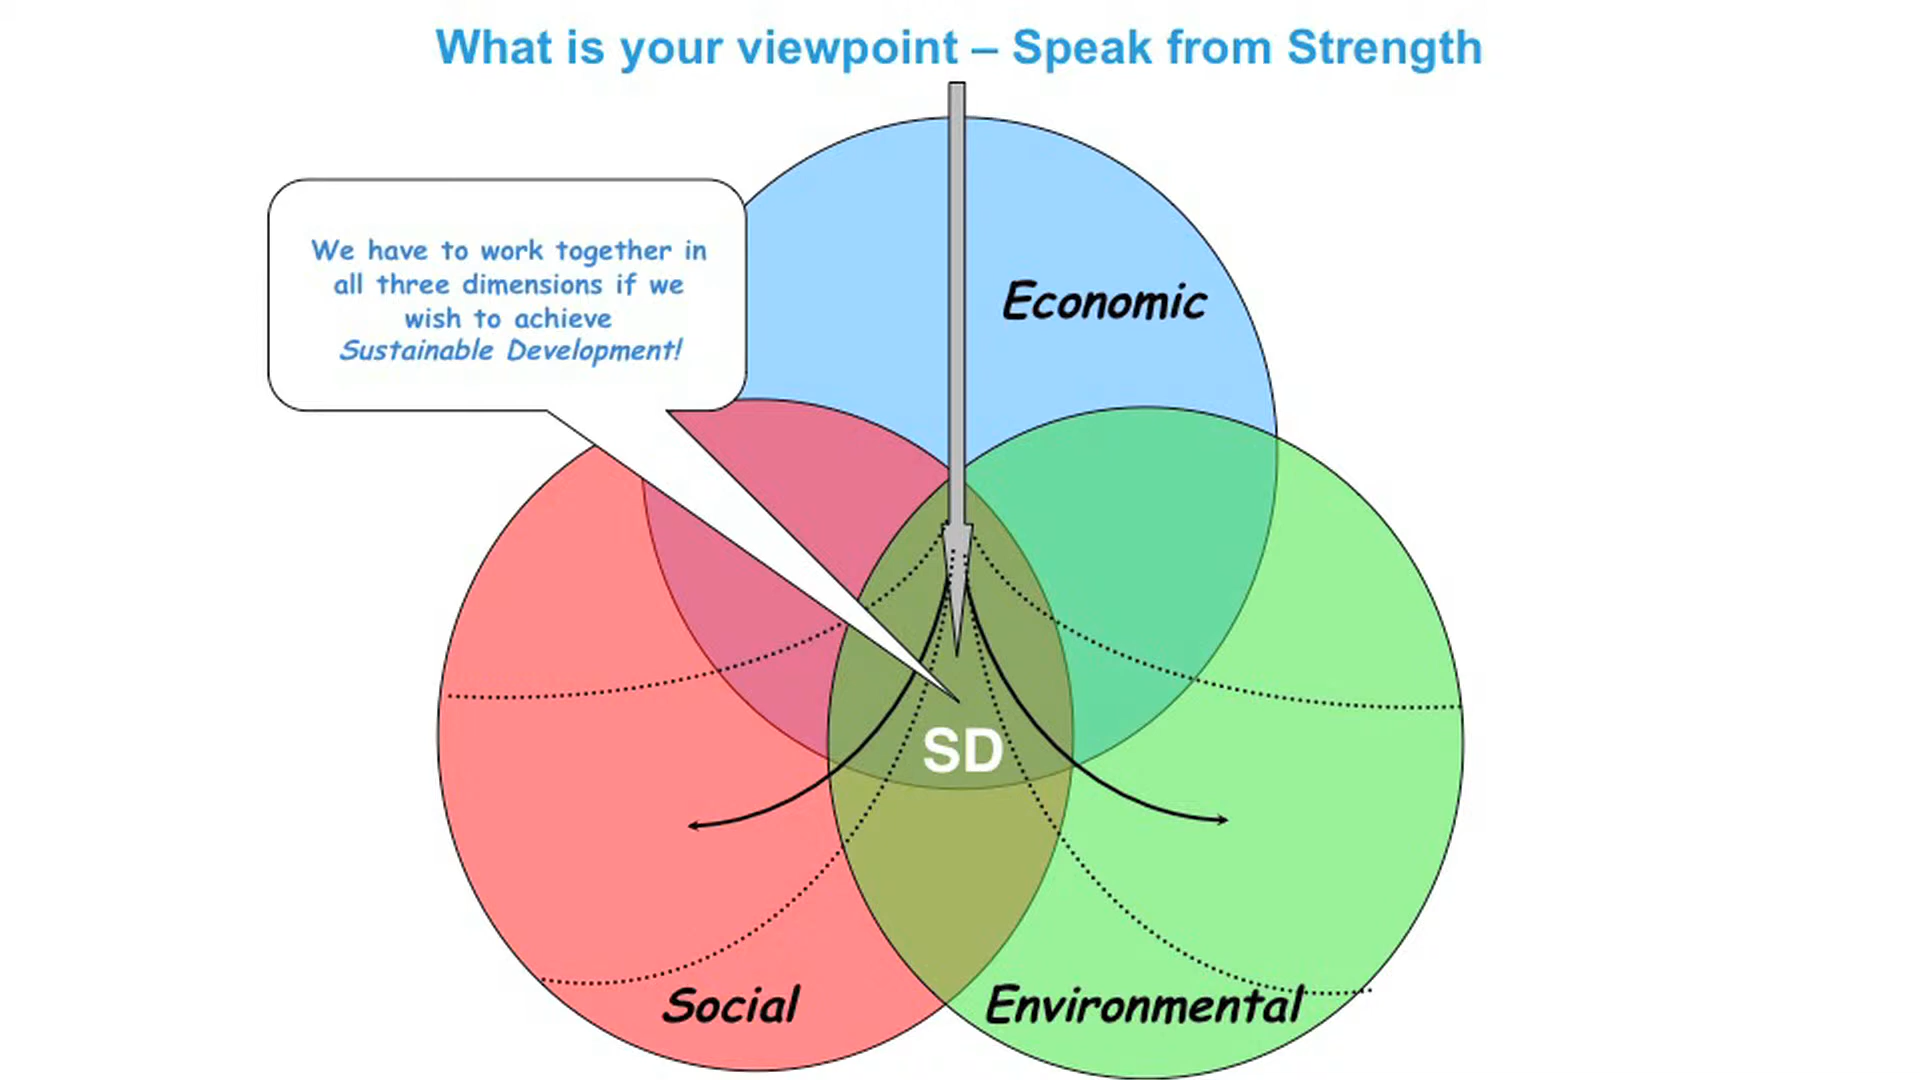 What is your viewpoint – Speak from Strength
We have to work together in
all three dimensions if we
wish to achieve
Sustainable Development!
Economic
SD
Social
Environmental